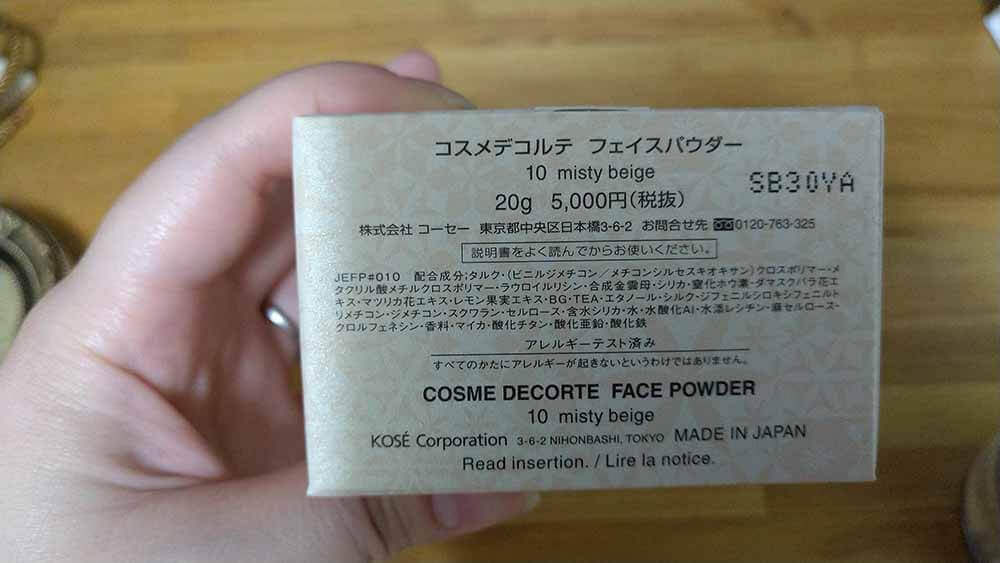 コスメデコルテ フェイスパウダー
10 misty beige
SB30YA
20g 5,000円(税抜)
株式会社 コーセー 東京都中央区日本橋3-6-2 お問合せ先 0120-763-325
説明書をよく読んでからお使いください。
JEFP#010 配合成分;タルク・(ビニルジメチコン/メチコンシルセスキオキサン)クロスポリマー・メ
タクリル酸メチルクロスポリマー・ラウロイルリシン・合成金雲母・シリカ・窒化ホウ素・ダマスクバラ花エ
キス・マツリカ花エキス・レモン果実エキス・BG・TEA・エタノール・シルク・ジフェニルシロキシフェニルト
リメチコン・ジメチコン・スクワラン・セルロース・含水シリカ・水・水酸化Al・水添レシチン・麻セルロース・
クロルフェネシン・香料・マイカ・酸化チタン・酸化亜鉛・酸化鉄
アレルギーテスト済み
すべてのかたにアレルギーが起きないというわけではありません。
COSME DECORTE FACE POWDER
10 misty beige
KOSÉ Corporation 3-6-2 NIHONBASHI, TOKYO MADE IN JAPAN
Read insertion. / Lire la notice.